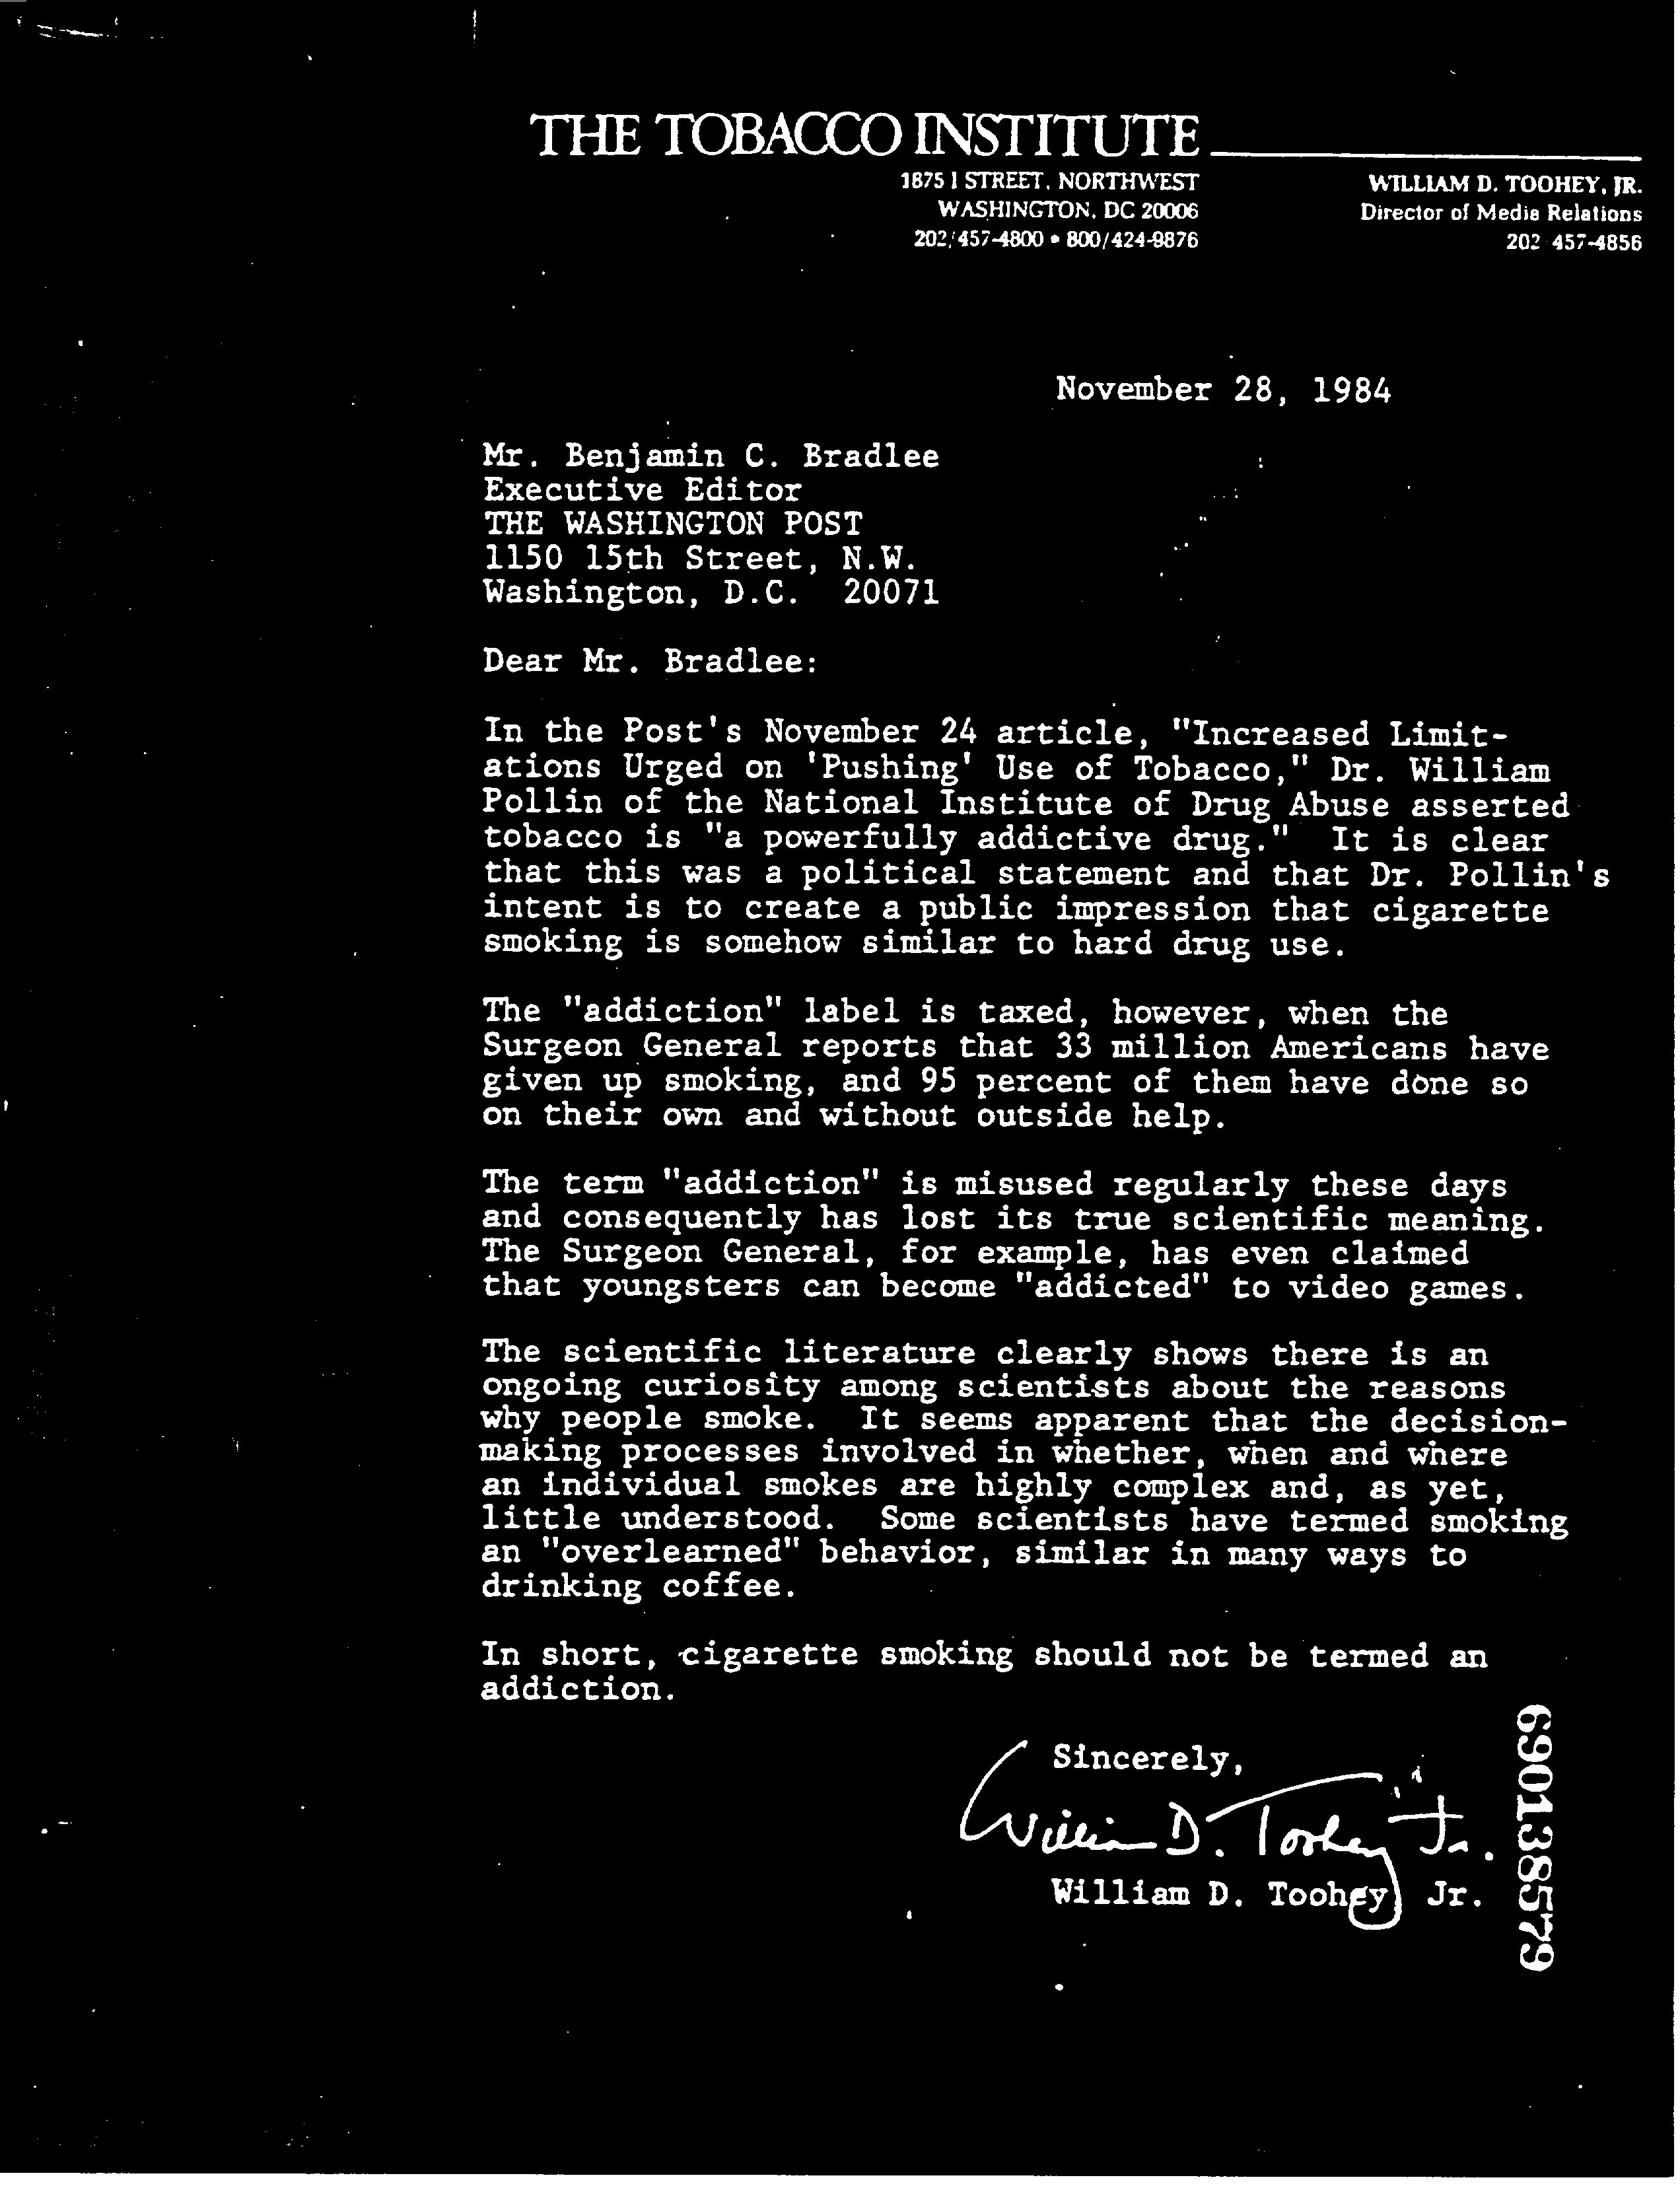 THE TOBACCO INSTITUTE
1875 I STREET, NORTHWEST
WASHINGTON, DC 20006
202/457-4800 • 800/424-9876
WILLIAM D. TOOHEY, JR.
Director of Media Relations
202 457-4856
November 28, 1984
Mr. Benjamin C. Bradlee
Executive Editor
THE WASHINGTON POST
1150 15th Street, N.W.
Washington, D.C. 20071
Dear Mr. Bradlee:
In the Post's November 24 article, "Increased Limit-
ations Urged on 'Pushing' Use of Tobacco," Dr. William
Pollin of the National Institute of Drug Abuse asserted
tobacco is "a powerfully addictive drug." It is clear
that this was a political statement and that Dr. Pollin's
intent is to create a public impression that cigarette
smoking is somehow similar to hard drug use.
The "addiction" label is taxed, however, when the
Surgeon General reports that 33 million Americans have
given up smoking, and 95 percent of them have done so
on their own and without outside help.
The term "addiction" is misused regularly these days
and consequently has lost its true scientific meaning.
The Surgeon General, for example, has even claimed
that youngsters can become "addicted" to video games.
The scientific literature clearly shows there is an
ongoing curiosity among scientists about the reasons
why people smoke. It seems apparent that the decision-
making processes involved in whether, when and where
an individual smokes are highly complex and, as yet,
little understood. Some scientists have termed smoking
an "overlearned" behavior, similar in many ways to
drinking coffee.
In short, cigarette smoking should not be termed an
addiction.
Sincerely,
William D. Toohey Jr.
William D. Toohey Jr.
690138579